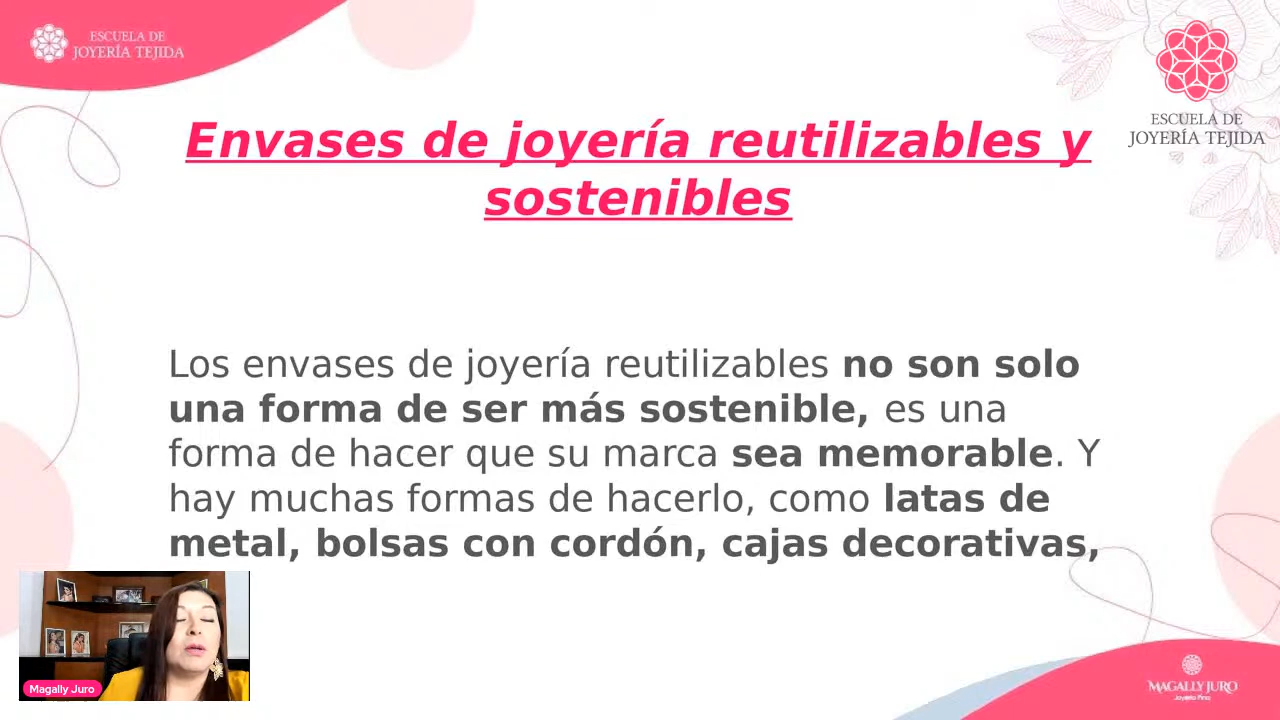 ESCUELA DE
JOYERÍA TEJIDA
ESCUELA DE
JOYERÍA TEJIDA
Envases de joyería reutilizables y
sostenibles
Los envases de joyería reutilizables no son solo
una forma de ser más sostenible, es una
forma de hacer que su marca sea memorable. Y
hay muchas formas de hacerlo, como latas de
metal, bolsas con cordón, cajas decorativas,
Magally Juro
MAGALLY JURO
Joyería Fina